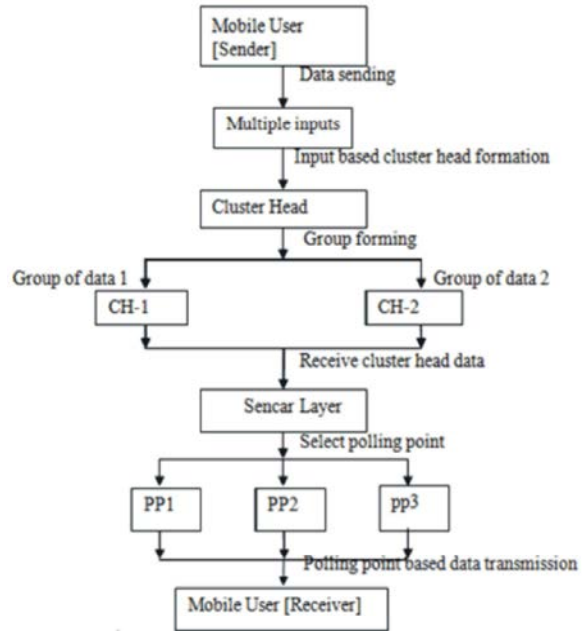 Mobile User
[Sender]
Data sending
Multiple inputs
Input based cluster head formation
Cluster Head
Group forming
Group of data 1
Group of data 2
CH-1
CH-2
Receive cluster head data
Sencar Layer
Select polling point
PP1
PP2
pp3
Polling point based data transmission
Mobile User [Receiver]